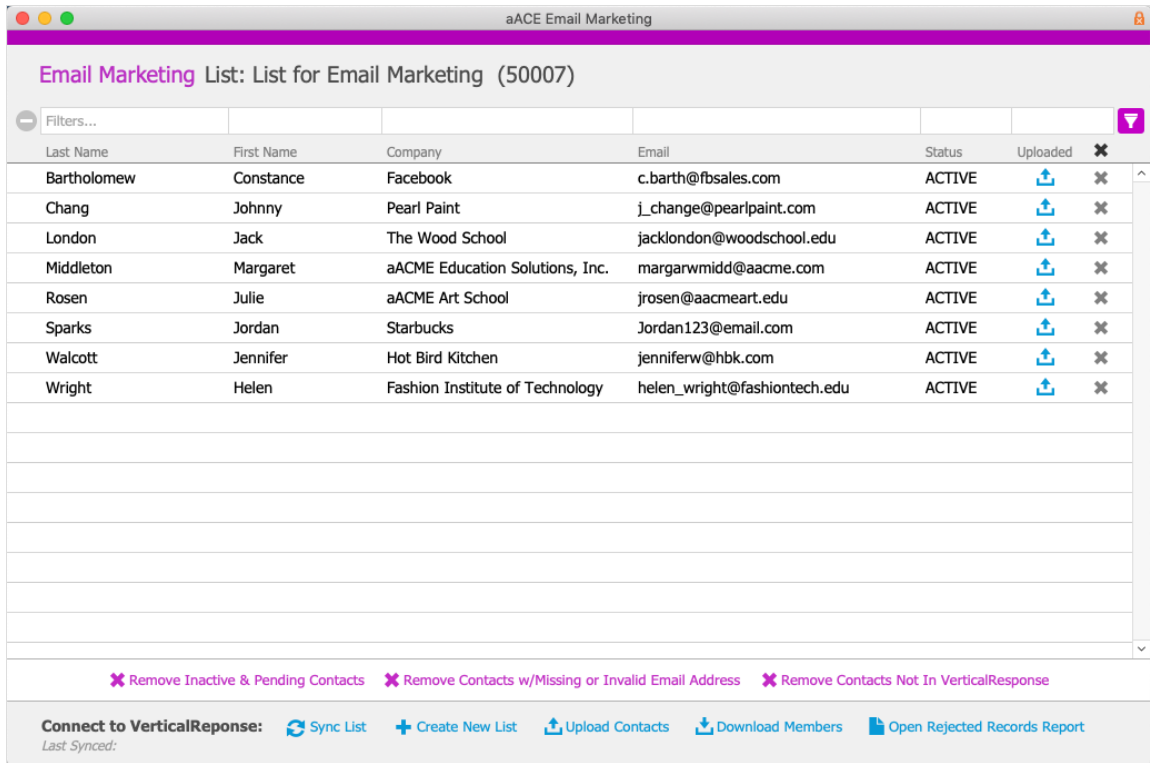 aACE Email Marketing
Email Marketing List: List for Email Marketing (50007)
Filters...
Last Name First Name Company Email Status Uploaded
Bartholomew Constance Facebook c.barth@fbsales.com ACTIVE
Chang Johnny Pearl Paint j_change@pearlpaint.com ACTIVE
London Jack The Wood School jacklondon@woodschool.edu ACTIVE
Middleton Margaret aACME Education Solutions, Inc. margarwmidd@aacme.com ACTIVE
Rosen Julie aACME Art School jrosen@aacmeart.edu ACTIVE
Sparks Jordan Starbucks Jordan123@email.com ACTIVE
Walcott Jennifer Hot Bird Kitchen jenniferw@hbk.com ACTIVE
Wright Helen Fashion Institute of Technology helen_wright@fashiontech.edu ACTIVE
Remove Inactive & Pending Contacts Remove Contacts w/Missing or Invalid Email Address Remove Contacts Not In VerticalResponse
Connect to VerticalReponse: Sync List Create New List Upload Contacts Download Members Open Rejected Records Report
Last Synced: